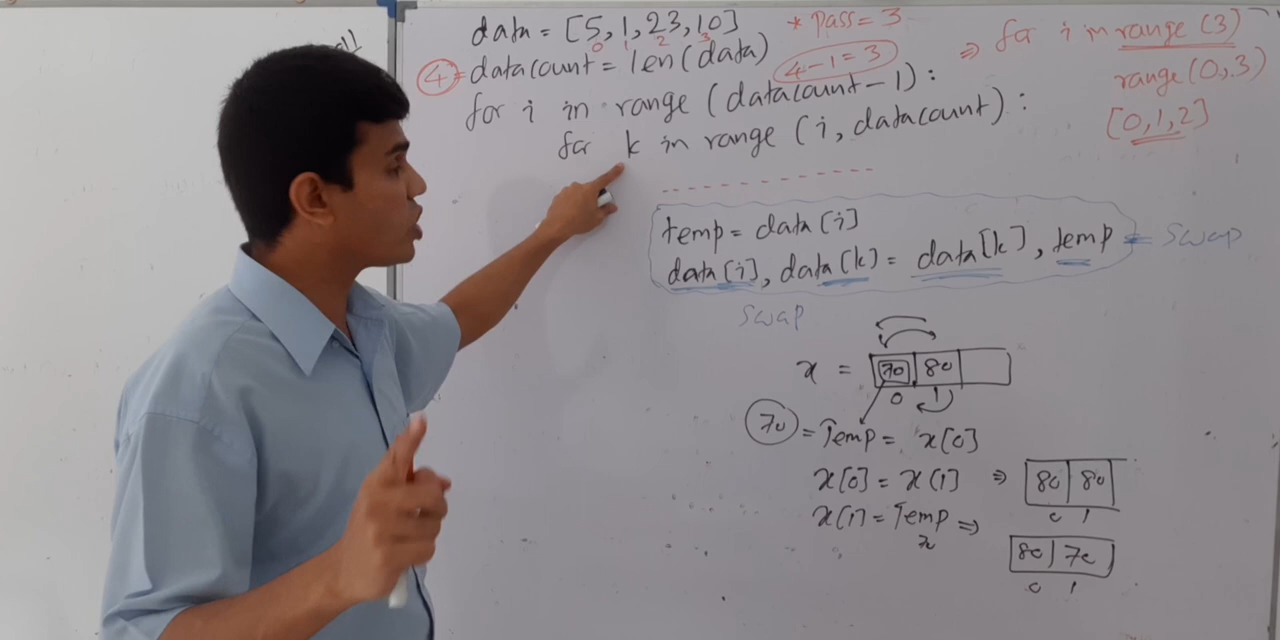 data = [5, 1, 23, 10] * pass = 3
0 1 2 3
4 = datacount = len(data)
4-1=3
for i in range (datacount-1) :
for k in range (i, datacount) :
⇒ for i in range(3)
range(0,3)
[0,1,2]
temp = data[i]
data[i], data[k] = data[k], temp = swap
swap
x = 70 80
0 1
70 = Temp = x[0]
x[0] = x[1] ⇒ 80 80
0 1
x[1] = Temp ⇒
70
80 70
0 1